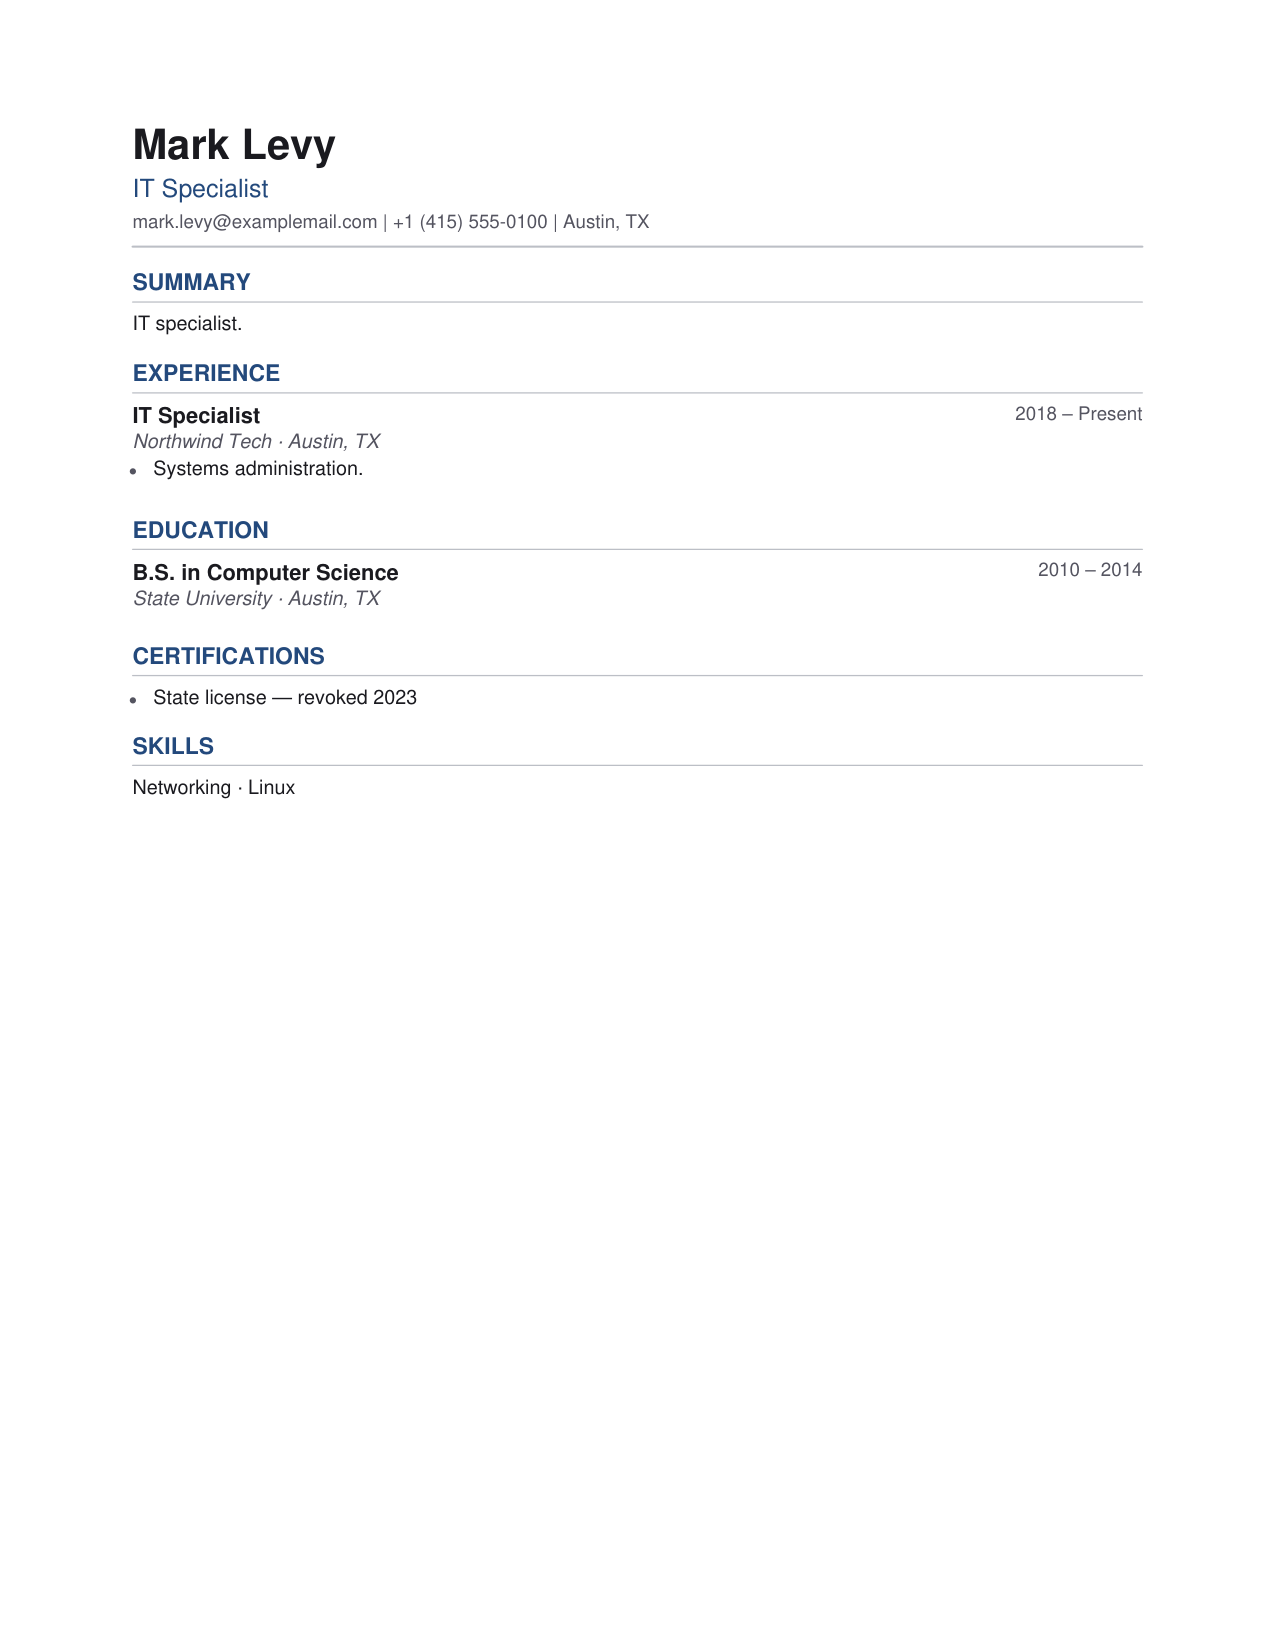 Mark Levy
IT Specialist
mark.levy@examplemail.com | +1 (415) 555-0100 | Austin, TX
SUMMARY
IT specialist.
EXPERIENCE
IT Specialist 2018 – Present
Northwind Tech · Austin, TX
• Systems administration.
EDUCATION
B.S. in Computer Science 2010 – 2014
State University · Austin, TX
CERTIFICATIONS
• State license — revoked 2023
SKILLS
Networking · Linux